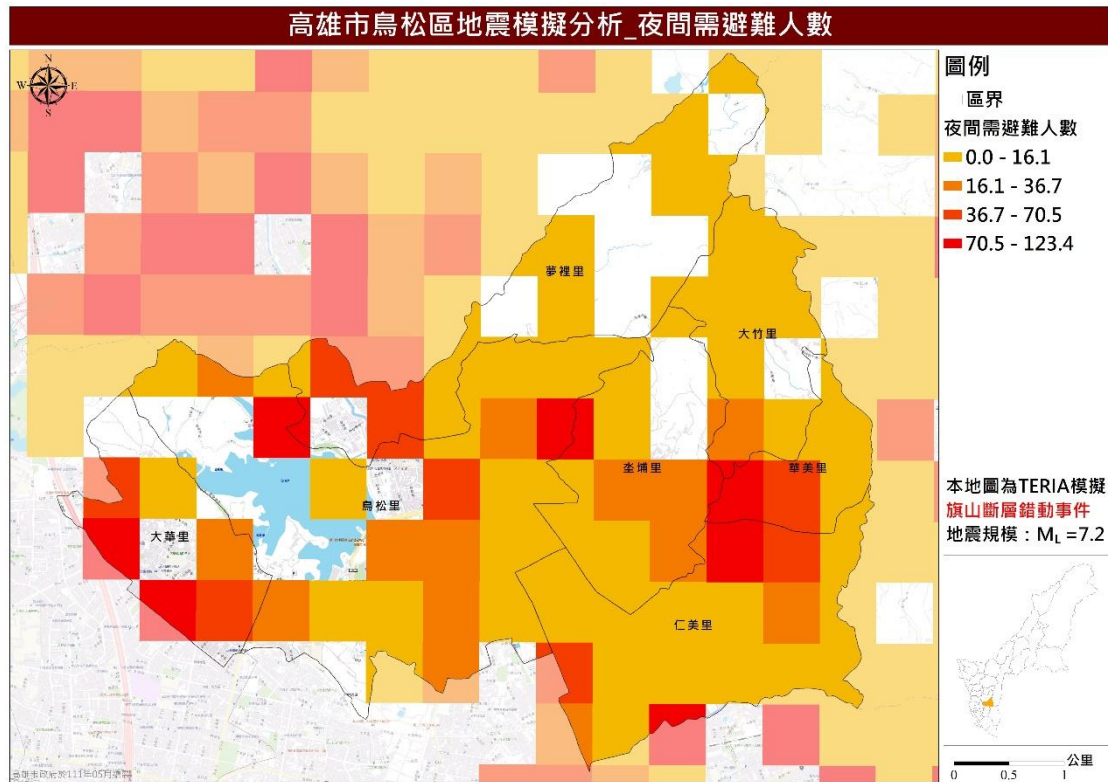 高雄市鳥松區地震模擬分析_夜間需避難人數
N
W
E
S
圖例
區界
夜間需避難人數
0.0 - 16.1
16.1 - 36.7
36.7 - 70.5
70.5 - 123.4
夢裡里
大竹里
華美里
坔埔里
鳥松里
大華里
仁美里
本地圖為TERIA模擬
旗山斷層錯動事件
地震規模：ML =7.2
公里
0 0.5 1